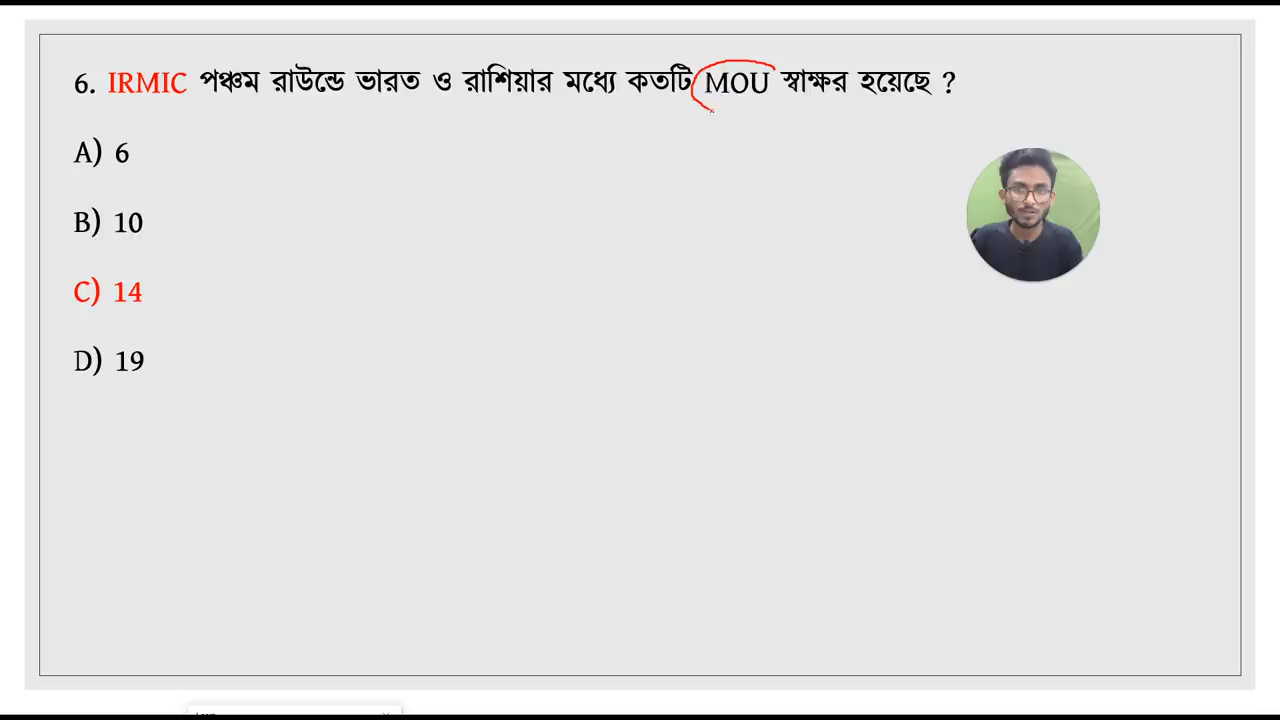 6. IRMIC পঞ্চম রাউন্ডে ভারত ও রাশিয়ার মধ্যে কতটি MOU স্বাক্ষর হয়েছে ?
A) 6
B) 10
C) 14
D) 19